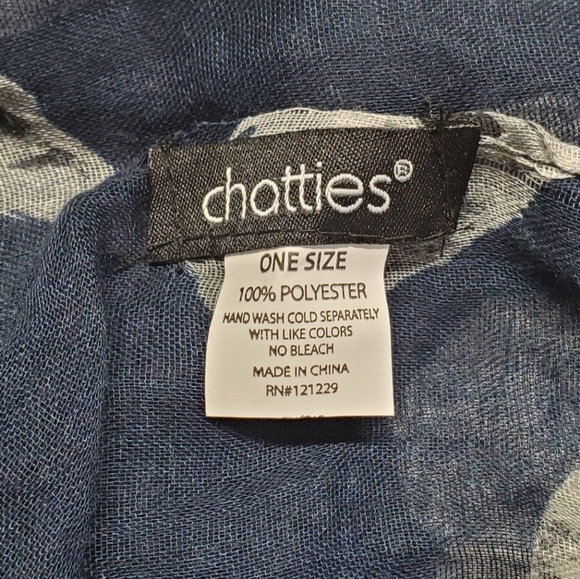 chatties®
ONE SIZE
100% POLYESTER
HAND WASH COLD SEPARATELY
WITH LIKE COLORS
NO BLEACH
MADE IN CHINA
RN#121229